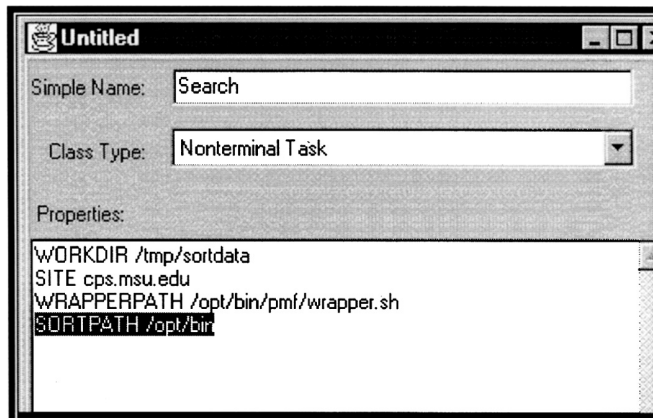 Untitled
Simple Name: Search
Class Type: Nonterminal Task
Properties:
WORKDIR /tmp/sortdata
SITE cps.msu.edu
WRAPPERPATH /opt/bin/pmf/wrapper.sh
SORTPATH /opt/bin